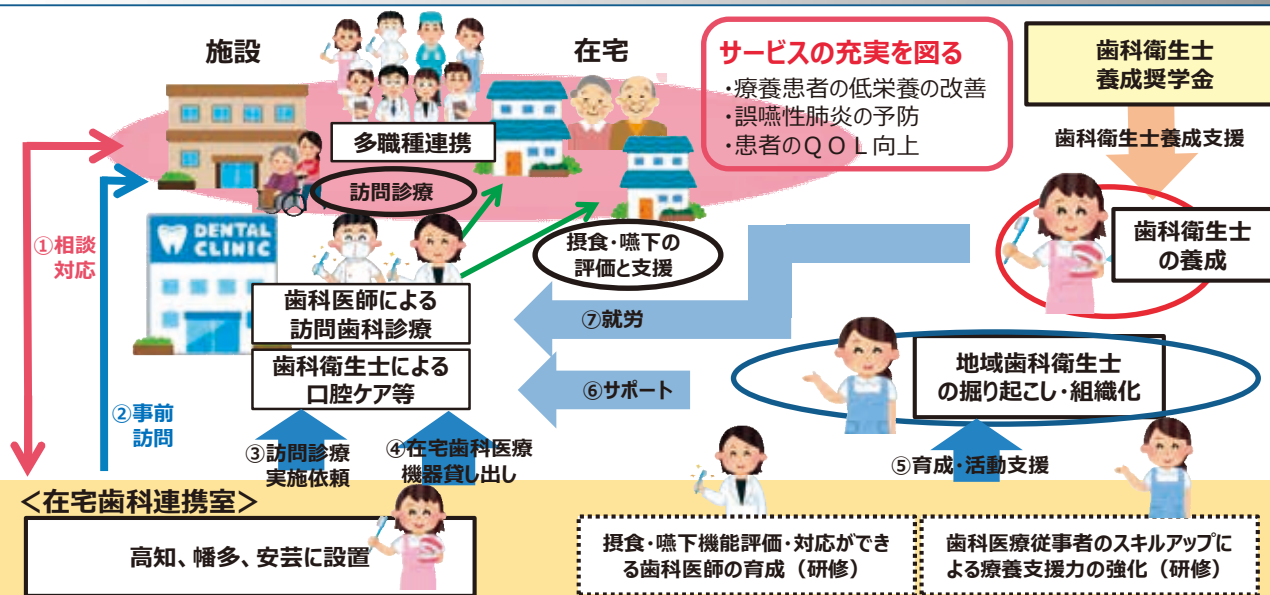 施設
在宅
多職種連携
訪問診療
サービスの充実を図る
・療養患者の低栄養の改善
・誤嚥性肺炎の予防
・患者のＱＯＬ向上
歯科衛生士
養成奨学金
歯科衛生士養成支援
歯科衛生士
の養成
DENTAL
CLINIC
摂食・嚥下の
評価と支援
①相談
対応
歯科医師による
訪問歯科診療
歯科衛生士による
口腔ケア等
⑦就労
⑥サポート
地域歯科衛生士
の掘り起こし・組織化
②事前
訪問
③訪問診療
実施依頼
④在宅歯科医療
機器貸し出し
⑤育成・活動支援
＜在宅歯科連携室＞
高知、幡多、安芸に設置
摂食・嚥下機能評価・対応ができ
る歯科医師の育成（研修）
歯科医療従事者のスキルアップに
よる療養支援力の強化（研修）